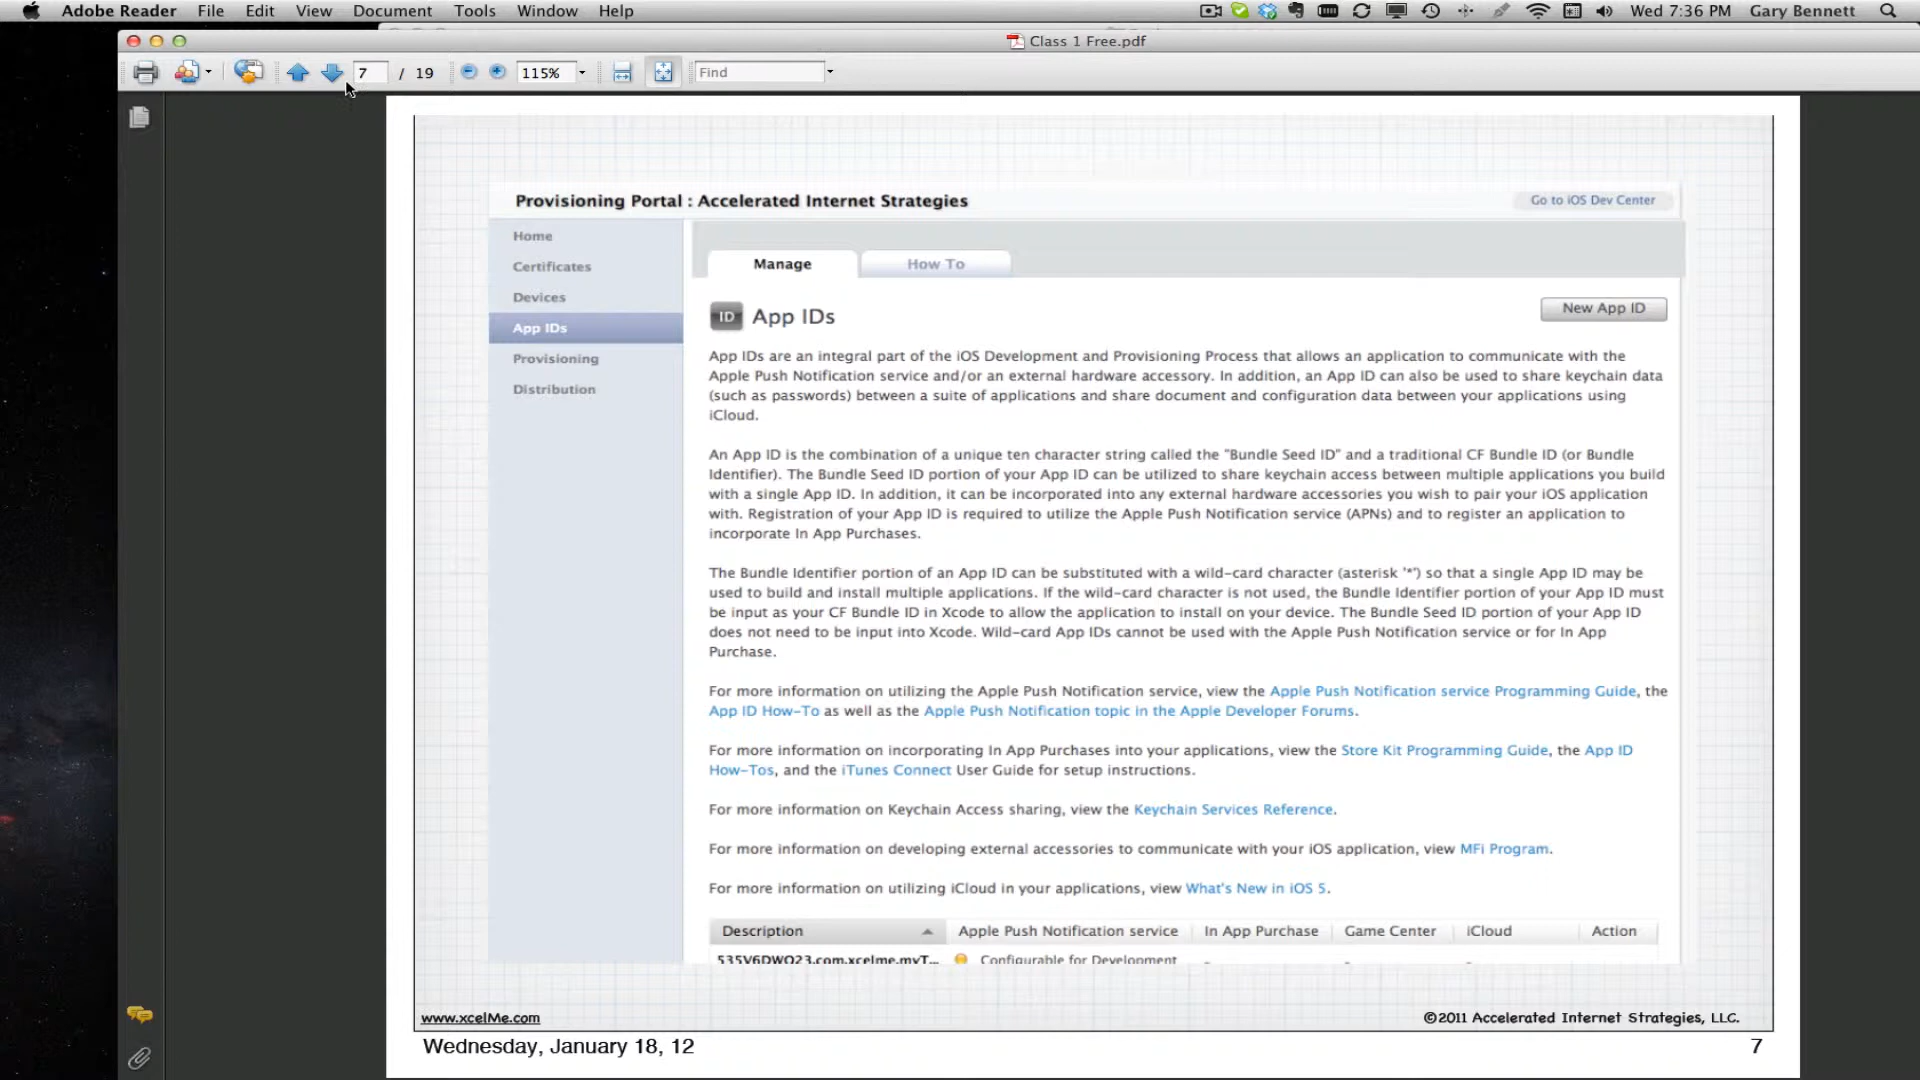 Adobe Reader File Edit View Document Tools Window Help Wed 7:36 PM Gary Bennett
Class 1 Free.pdf
7 / 19 115% Find
Provisioning Portal : Accelerated Internet Strategies
Go to iOS Dev Center
Home
Certificates
Devices
App IDs
Provisioning
Distribution
Manage
How To
ID App IDs
New App ID
App IDs are an integral part of the iOS Development and Provisioning Process that allows an application to communicate with the
Apple Push Notification service and/or an external hardware accessory. In addition, an App ID can also be used to share keychain data
(such as passwords) between a suite of applications and share document and configuration data between your applications using
iCloud.
An App ID is the combination of a unique ten character string called the "Bundle Seed ID" and a traditional CF Bundle ID (or Bundle
Identifier). The Bundle Seed ID portion of your App ID can be utilized to share keychain access between multiple applications you build
with a single App ID. In addition, it can be incorporated into any external hardware accessories you wish to pair your iOS application
with. Registration of your App ID is required to utilize the Apple Push Notification service (APNs) and to register an application to
incorporate In App Purchases.
The Bundle Identifier portion of an App ID can be substituted with a wild-card character (asterisk '*') so that a single App ID may be
used to build and install multiple applications. If the wild-card character is not used, the Bundle Identifier portion of your App ID must
be input as your CF Bundle ID in Xcode to allow the application to install on your device. The Bundle Seed ID portion of your App ID
does not need to be input into Xcode. Wild-card App IDs cannot be used with the Apple Push Notification service or for In App
Purchase.
For more information on utilizing the Apple Push Notification service, view the Apple Push Notification service Programming Guide, the
App ID How-To as well as the Apple Push Notification topic in the Apple Developer Forums.
For more information on incorporating In App Purchases into your applications, view the Store Kit Programming Guide, the App ID
How-Tos, and the iTunes Connect User Guide for setup instructions.
For more information on Keychain Access sharing, view the Keychain Services Reference.
For more information on developing external accessories to communicate with your iOS application, view MFi Program.
For more information on utilizing iCloud in your applications, view What's New in iOS 5.
Description Apple Push Notification service In App Purchase Game Center iCloud Action
535V6DWQ23.com.xcelme.myT... Configurable for Development
www.xcelMe.com
©2011 Accelerated Internet Strategies, LLC.
Wednesday, January 18, 12
7